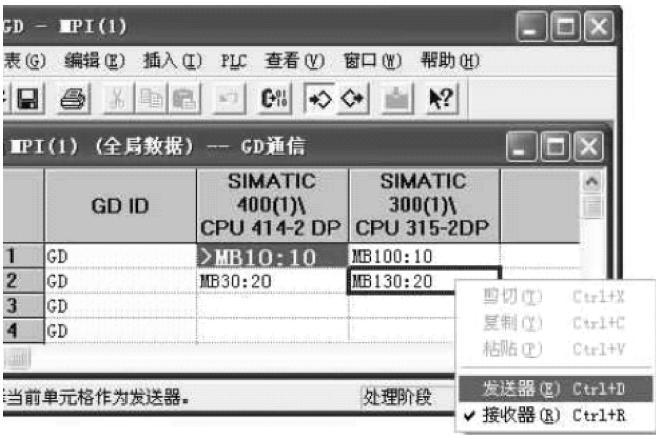 GD - MPI(1)
表(G) 编辑(E) 插入(I) PLC 查看(V) 窗口(W) 帮助(H)
MPI(1) (全局数据) -- GD通信
GD ID
SIMATIC
400(1)\
CPU 414-2 DP
SIMATIC
300(1)\
CPU 315-2DP
1 GD >MB10:10 MB100:10
2 GD MB30:20 MB130:20
3 GD
4 GD
剪切(T) Ctrl+X
复制(Y) Ctrl+C
粘贴(P) Ctrl+V
发送器(E) Ctrl+D
接收器(R) Ctrl+R
当前单元格作为发送器。
处理阶段